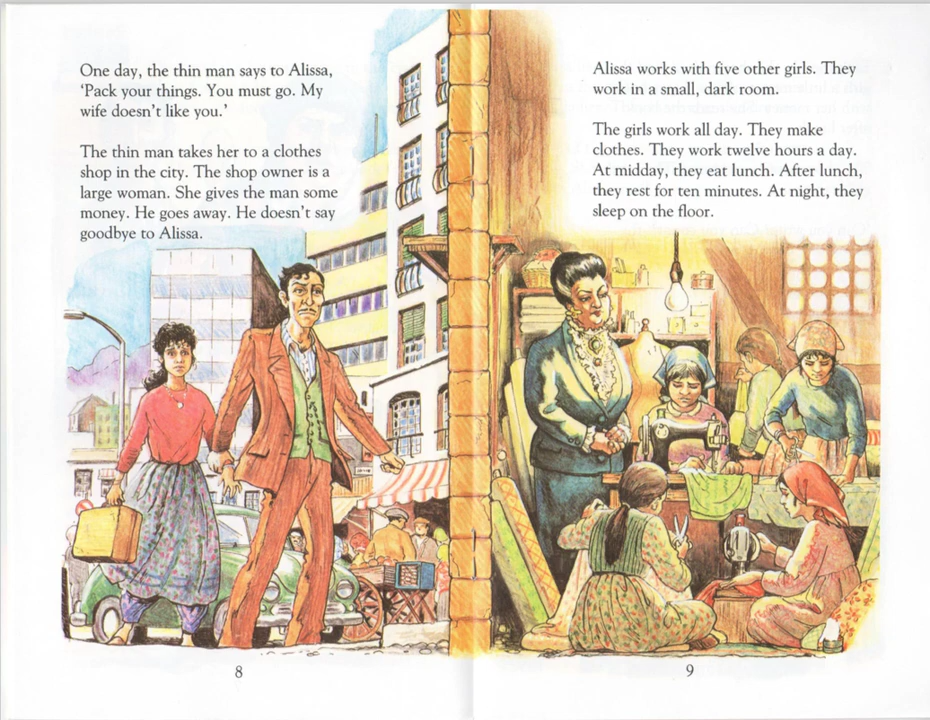 One day, the thin man says to Alissa,
‘Pack your things. You must go. My
wife doesn’t like you.’
The thin man takes her to a clothes
shop in the city. The shop owner is a
large woman. She gives the man some
money. He goes away. He doesn’t say
goodbye to Alissa.
8
Alissa works with five other girls. They
work in a small, dark room.
The girls work all day. They make
clothes. They work twelve hours a day.
At midday, they eat lunch. After lunch,
they rest for ten minutes. At night, they
sleep on the floor.
9